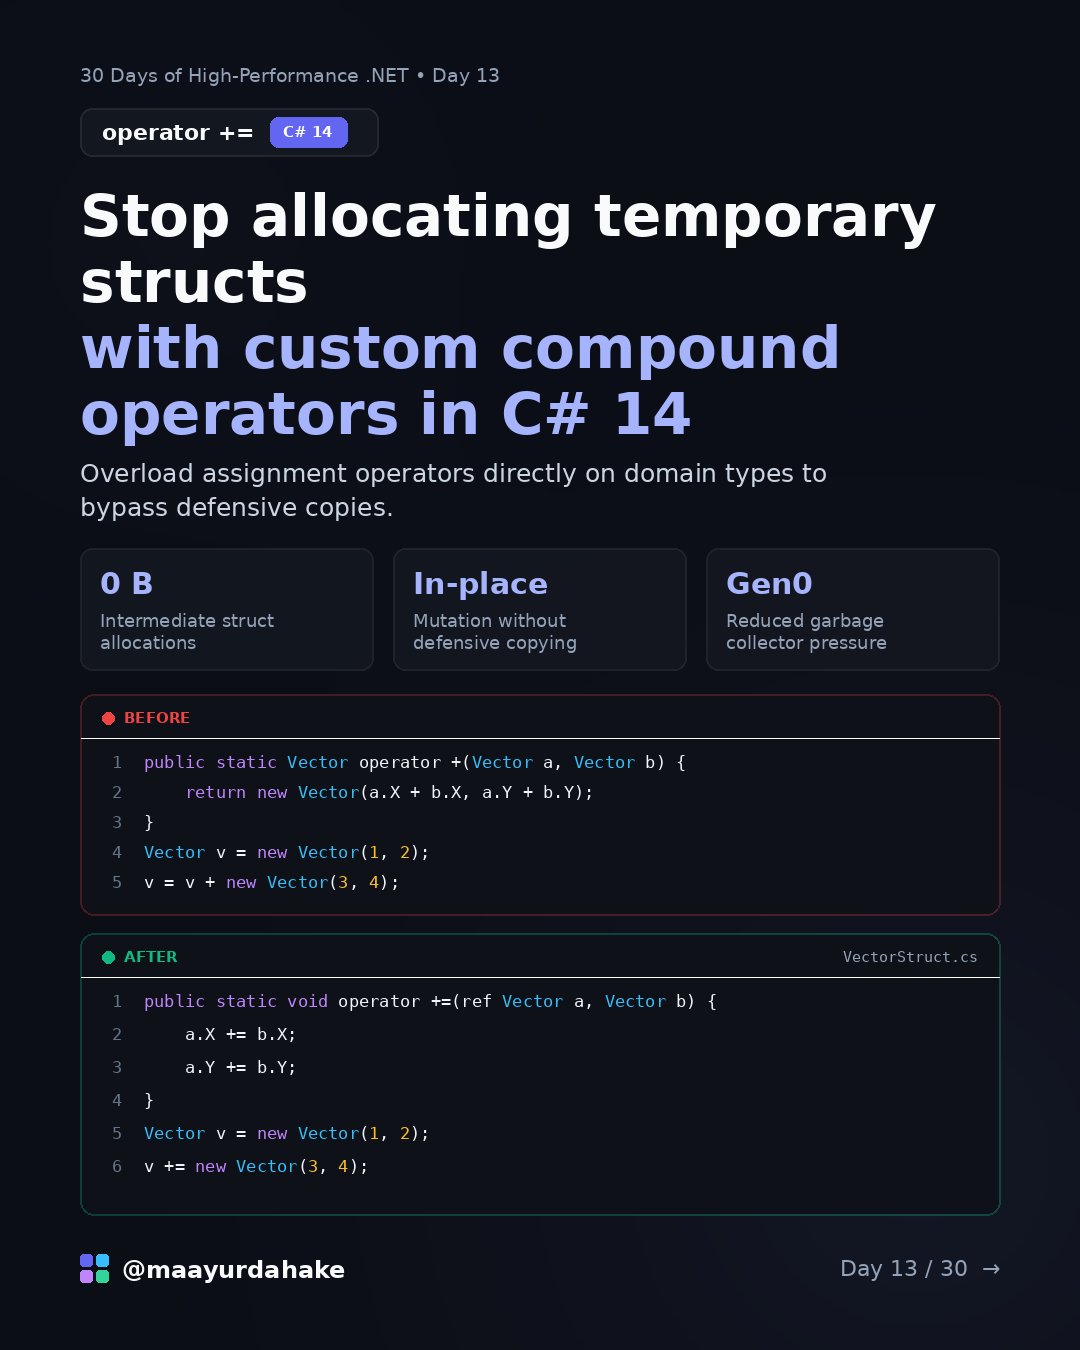 30 Days of High-Performance .NET • Day 13
operator += C# 14
Stop allocating temporary
structs
with custom compound
operators in C# 14
Overload assignment operators directly on domain types to
bypass defensive copies.
0 B
Intermediate struct
allocations
In-place
Mutation without
defensive copying
Gen0
Reduced garbage
collector pressure
BEFORE
1 public static Vector operator +(Vector a, Vector b) {
2     return new Vector(a.X + b.X, a.Y + b.Y);
3 }
4 Vector v = new Vector(1, 2);
5 v = v + new Vector(3, 4);
AFTER VectorStruct.cs
1 public static void operator +=(ref Vector a, Vector b) {
2     a.X += b.X;
3     a.Y += b.Y;
4 }
5 Vector v = new Vector(1, 2);
6 v += new Vector(3, 4);
@maayurdahake Day 13 / 30 →